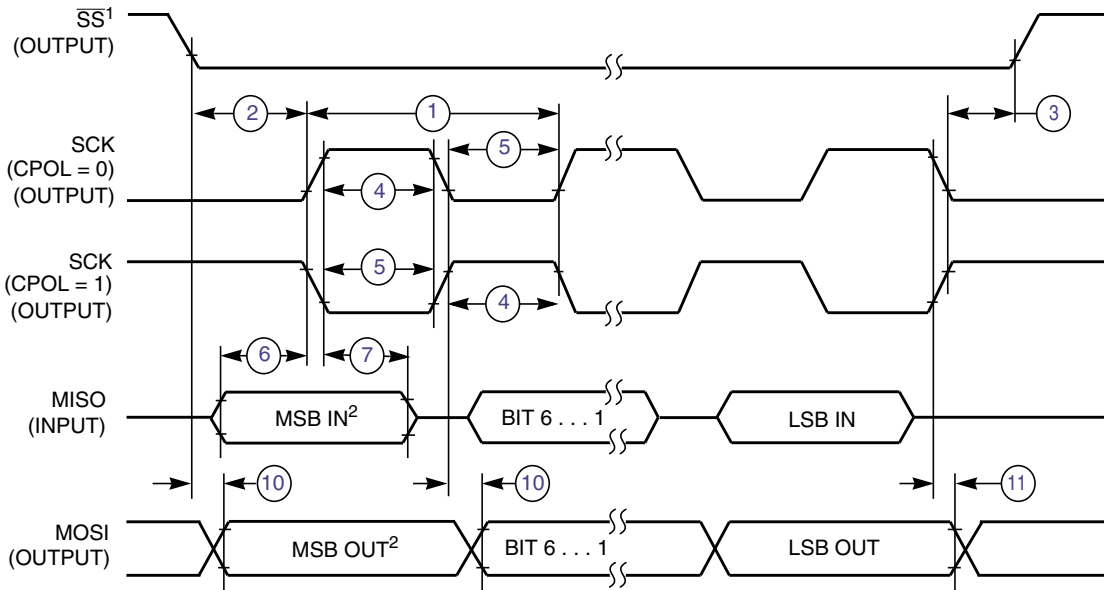 SS¹
(OUTPUT)
2
1
3
SCK
(CPOL = 0)
(OUTPUT)
5
4
SCK
(CPOL = 1)
(OUTPUT)
5
4
6
7
MISO
(INPUT)
MSB IN²
BIT 6 . . . 1
LSB IN
10
10
11
MOSI
(OUTPUT)
MSB OUT²
BIT 6 . . . 1
LSB OUT